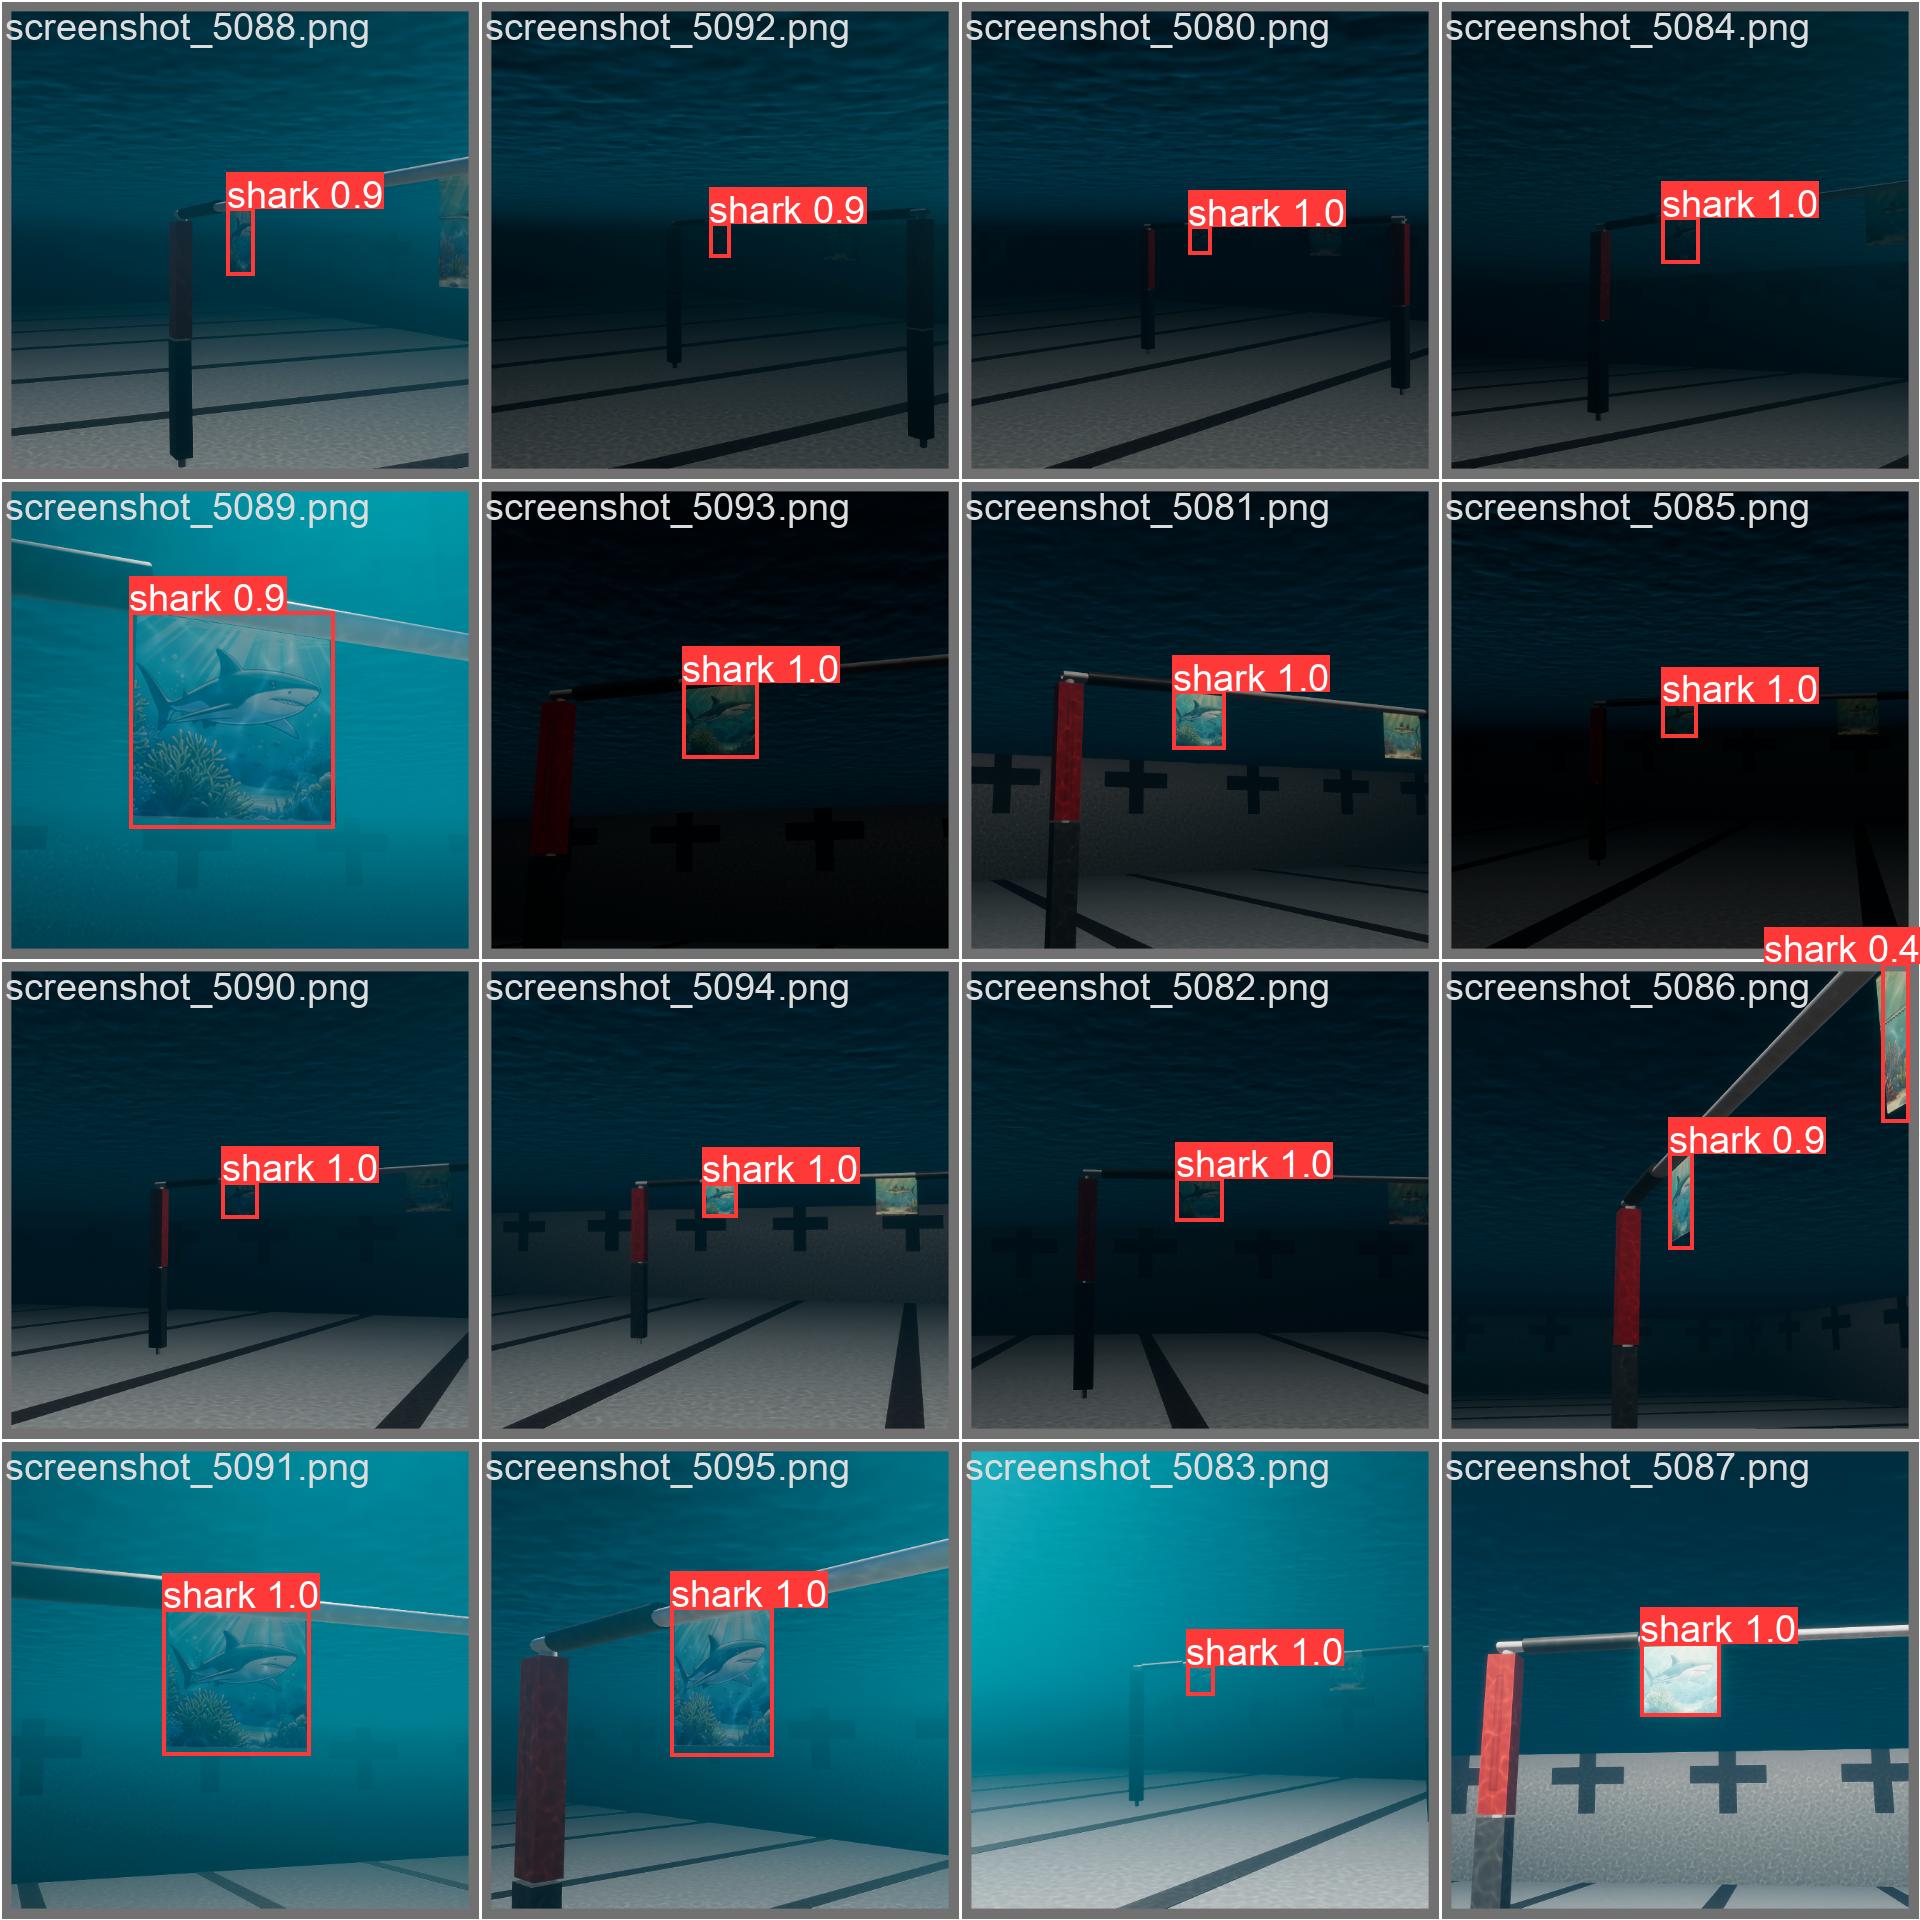 screenshot_5088.png
shark 0.9
screenshot_5092.png
shark 0.9
screenshot_5080.png
shark 1.0
screenshot_5084.png
shark 1.0
screenshot_5089.png
shark 0.9
screenshot_5093.png
shark 1.0
screenshot_5081.png
shark 1.0
screenshot_5085.png
shark 1.0
screenshot_5090.png
shark 1.0
screenshot_5094.png
shark 1.0
screenshot_5082.png
shark 1.0
shark 0.4
screenshot_5086.png
shark 0.9
screenshot_5091.png
shark 1.0
screenshot_5095.png
shark 1.0
screenshot_5083.png
shark 1.0
screenshot_5087.png
shark 1.0